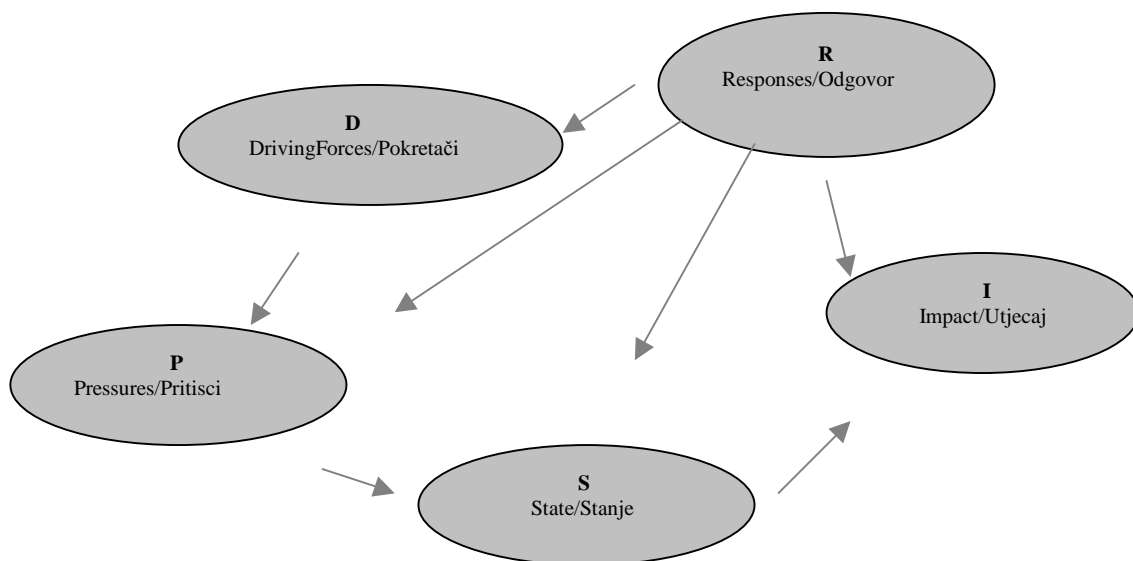 R
Responses/Odgovor
D
DrivingForces/Pokretači
I
Impact/Utjecaj
P
Pressures/Pritisci
S
State/Stanje